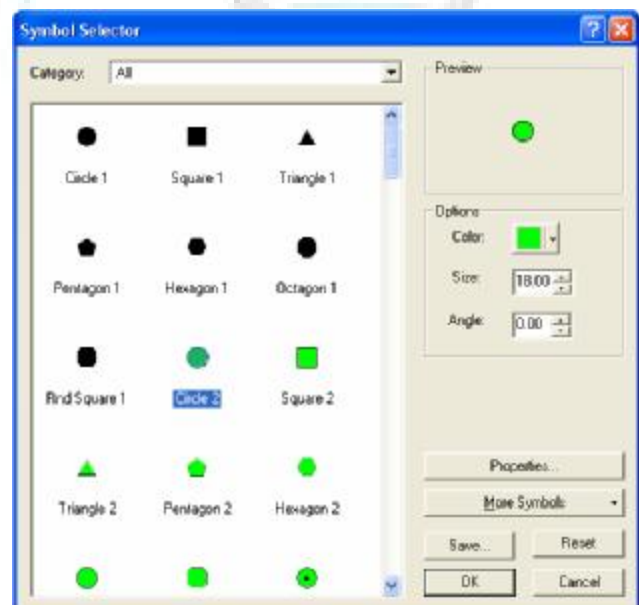 Symbol Selector
Category: All
Preview
Circle 1 Square 1 Triangle 1
Options
Color:
Pentagon 1 Hexagon 1 Octagon 1
Size: 18.00
Angle: 0.00
Rnd Square 1 Circle 2 Square 2
Triangle 2 Pentagon 2 Hexagon 2
Properties...
More Symbols
Save... Reset
OK Cancel